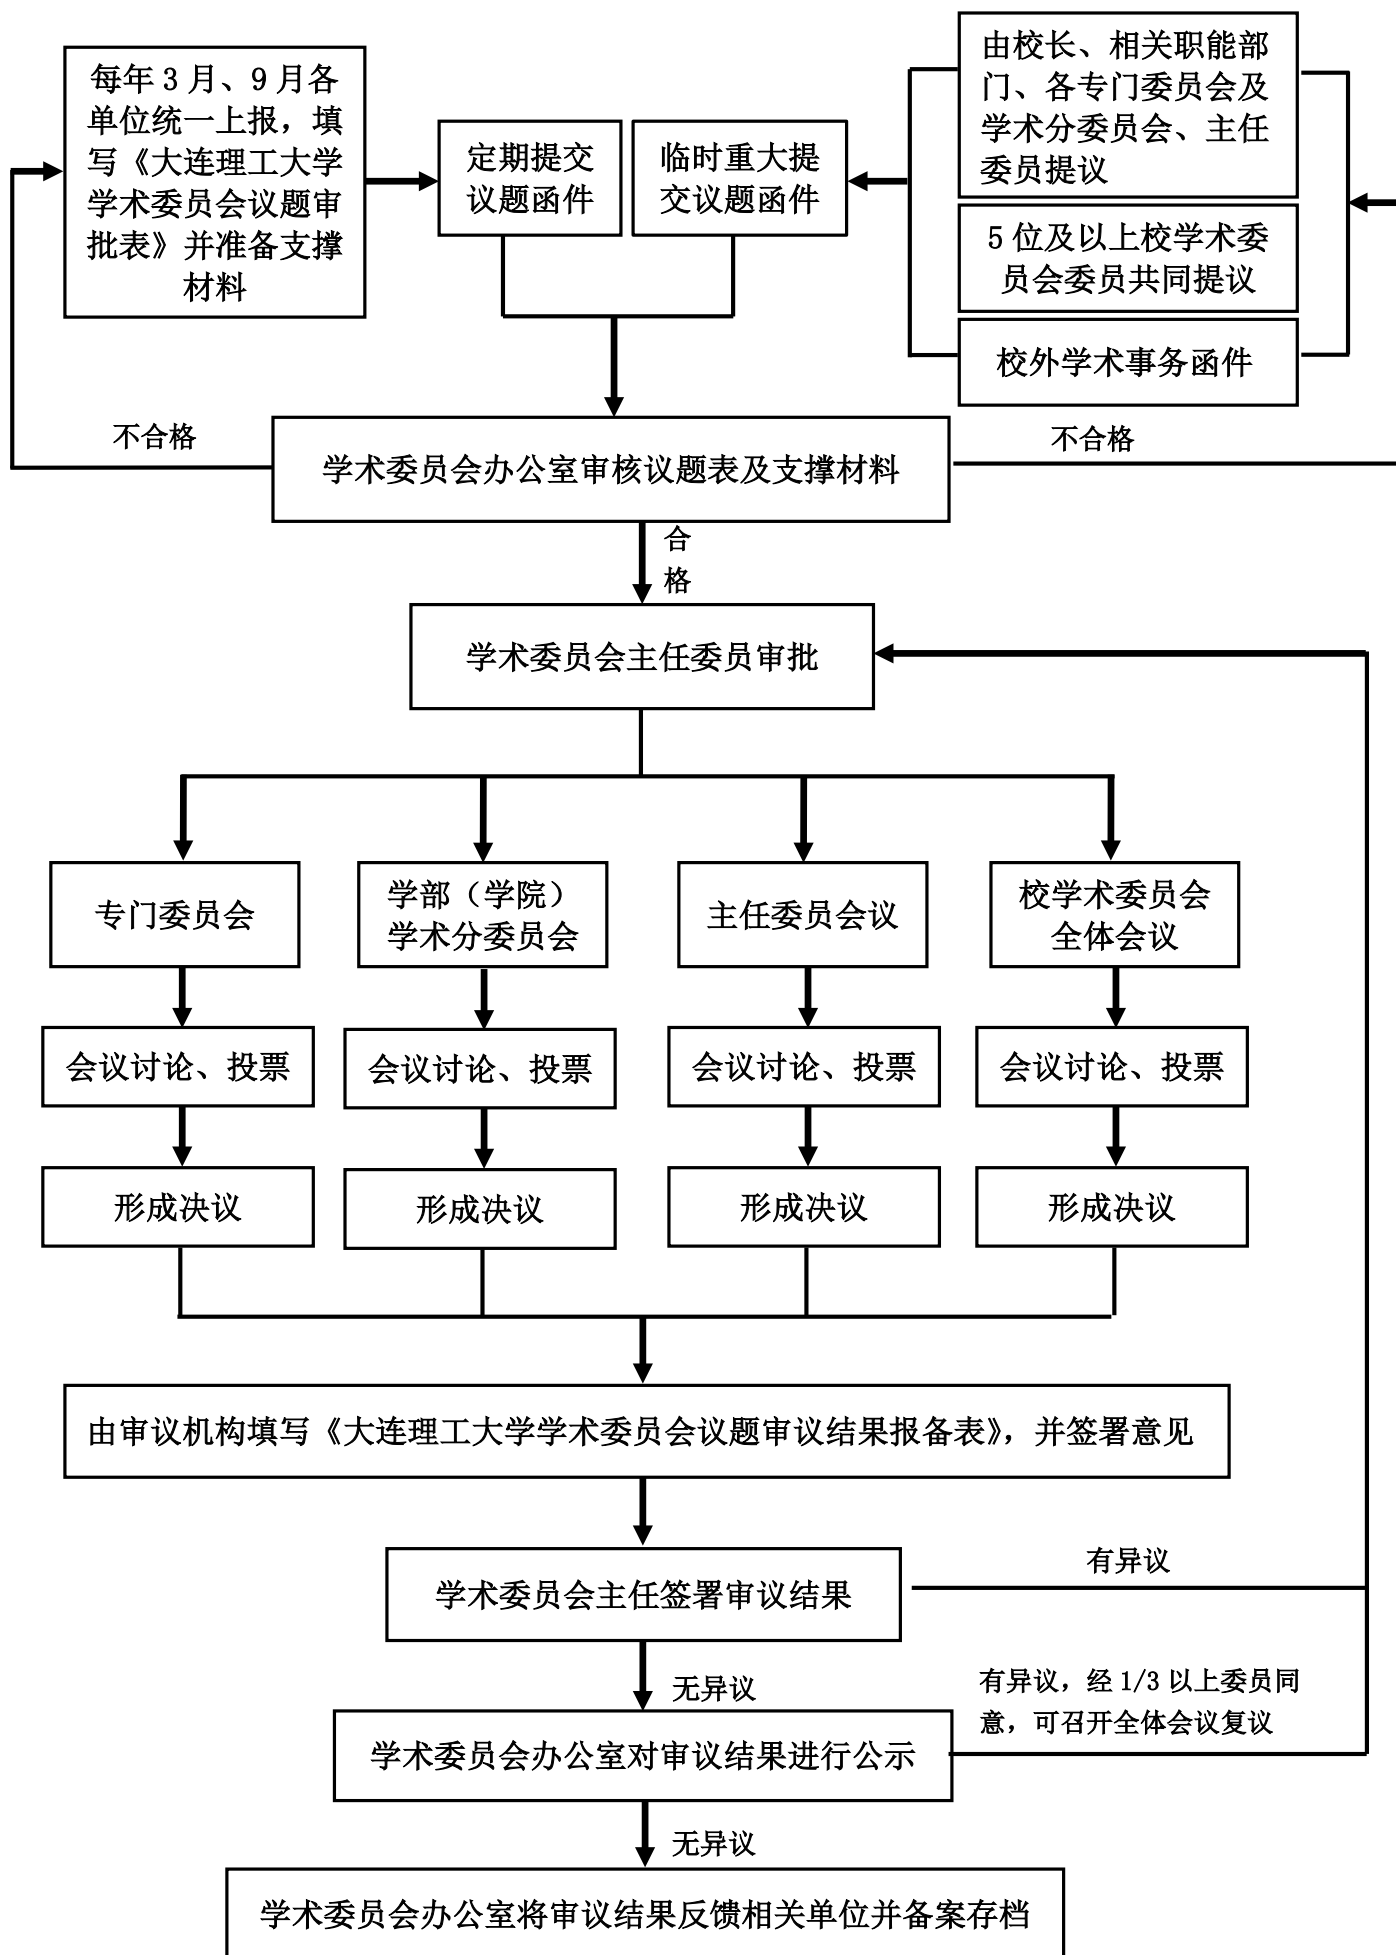 每年 3 月、9 月各
单位统一上报，填
写《大连理工大学
学术委员会议题审
批表》并准备支撑
材料
定期提交
议题函件
临时重大提
交议题函件
由校长、相关职能部
门、各专门委员会及
学术分委员会、主任
委员提议
5 位及以上校学术委
员会委员共同提议
校外学术事务函件
不合格
学术委员会办公室审核议题表及支撑材料
不合格
合
格
学术委员会主任委员审批
专门委员会
学部（学院）
学术分委员会
主任委员会议
校学术委员会
全体会议
会议讨论、投票
会议讨论、投票
会议讨论、投票
会议讨论、投票
形成决议
形成决议
形成决议
形成决议
由审议机构填写《大连理工大学学术委员会议题审议结果报备表》，并签署意见
学术委员会主任签署审议结果
有异议
无异议
有异议，经 1/3 以上委员同
意，可召开全体会议复议
学术委员会办公室对审议结果进行公示
无异议
学术委员会办公室将审议结果反馈相关单位并备案存档